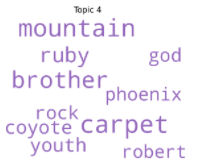 Topic 4
mountain
ruby god
brother
phoenix
rock
coyote carpet
youth
robert